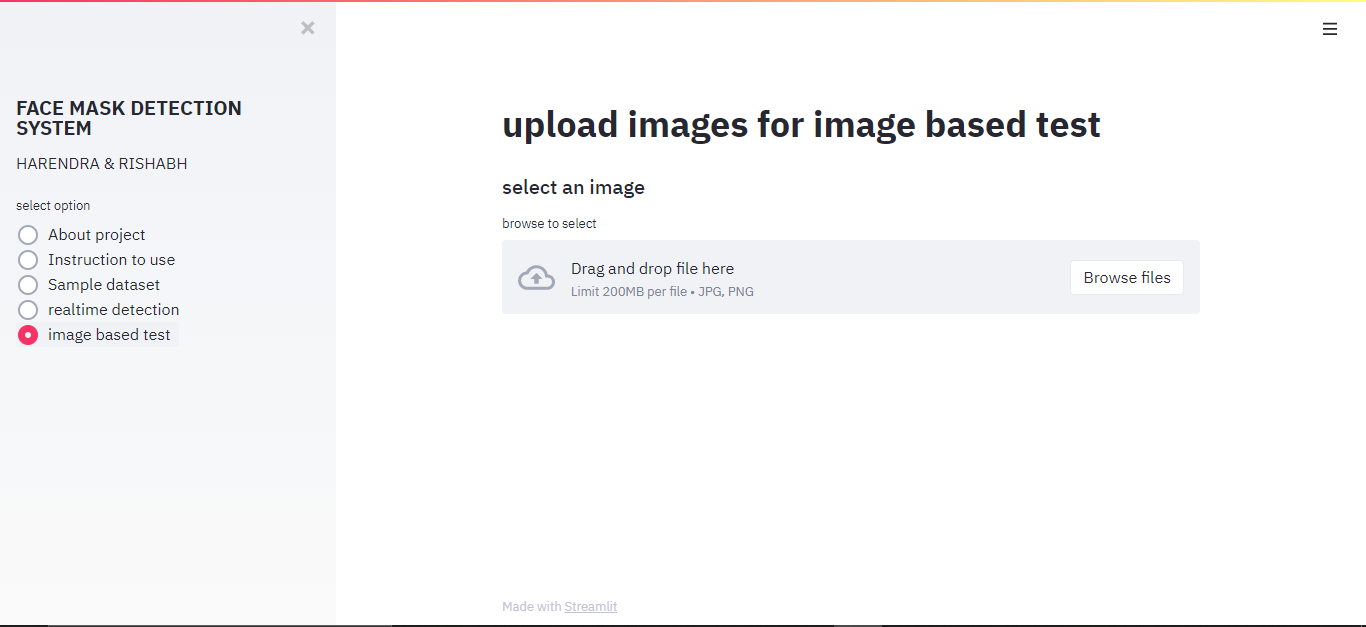 FACE MASK DETECTION
SYSTEM
HARENDRA & RISHABH
select option
About project
Instruction to use
Sample dataset
realtime detection
image based test
upload images for image based test
select an image
browse to select
Drag and drop file here
Limit 200MB per file • JPG, PNG
Browse files
Made with Streamlit